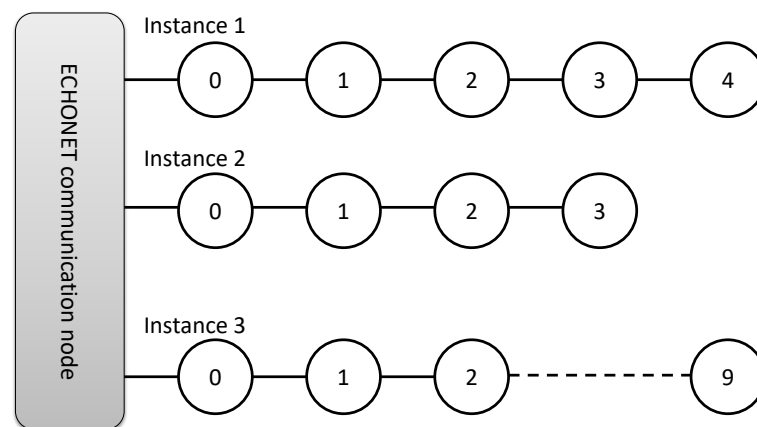 ECHONET communication node
Instance 1
0 1 2 3 4
Instance 2
0 1 2 3
Instance 3
0 1 2 9